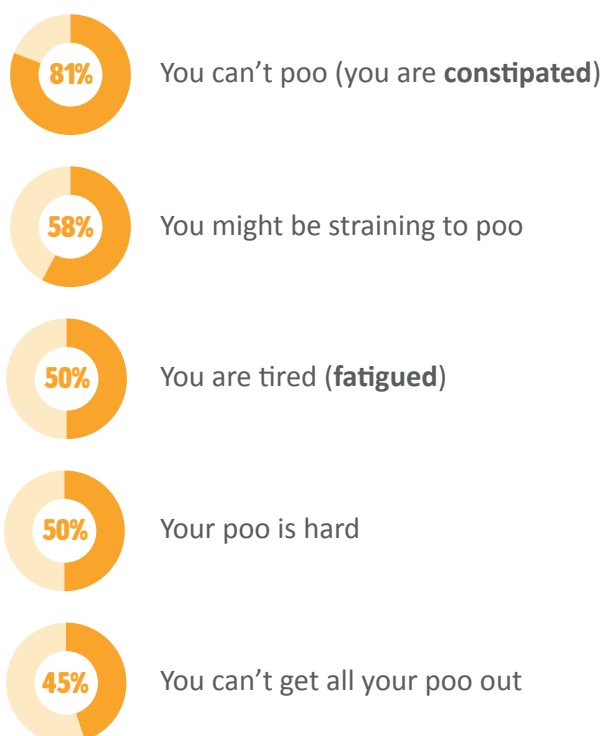 81% You can’t poo (you are constipated)
58% You might be straining to poo
50% You are tired (fatigued)
50% Your poo is hard
45% You can’t get all your poo out